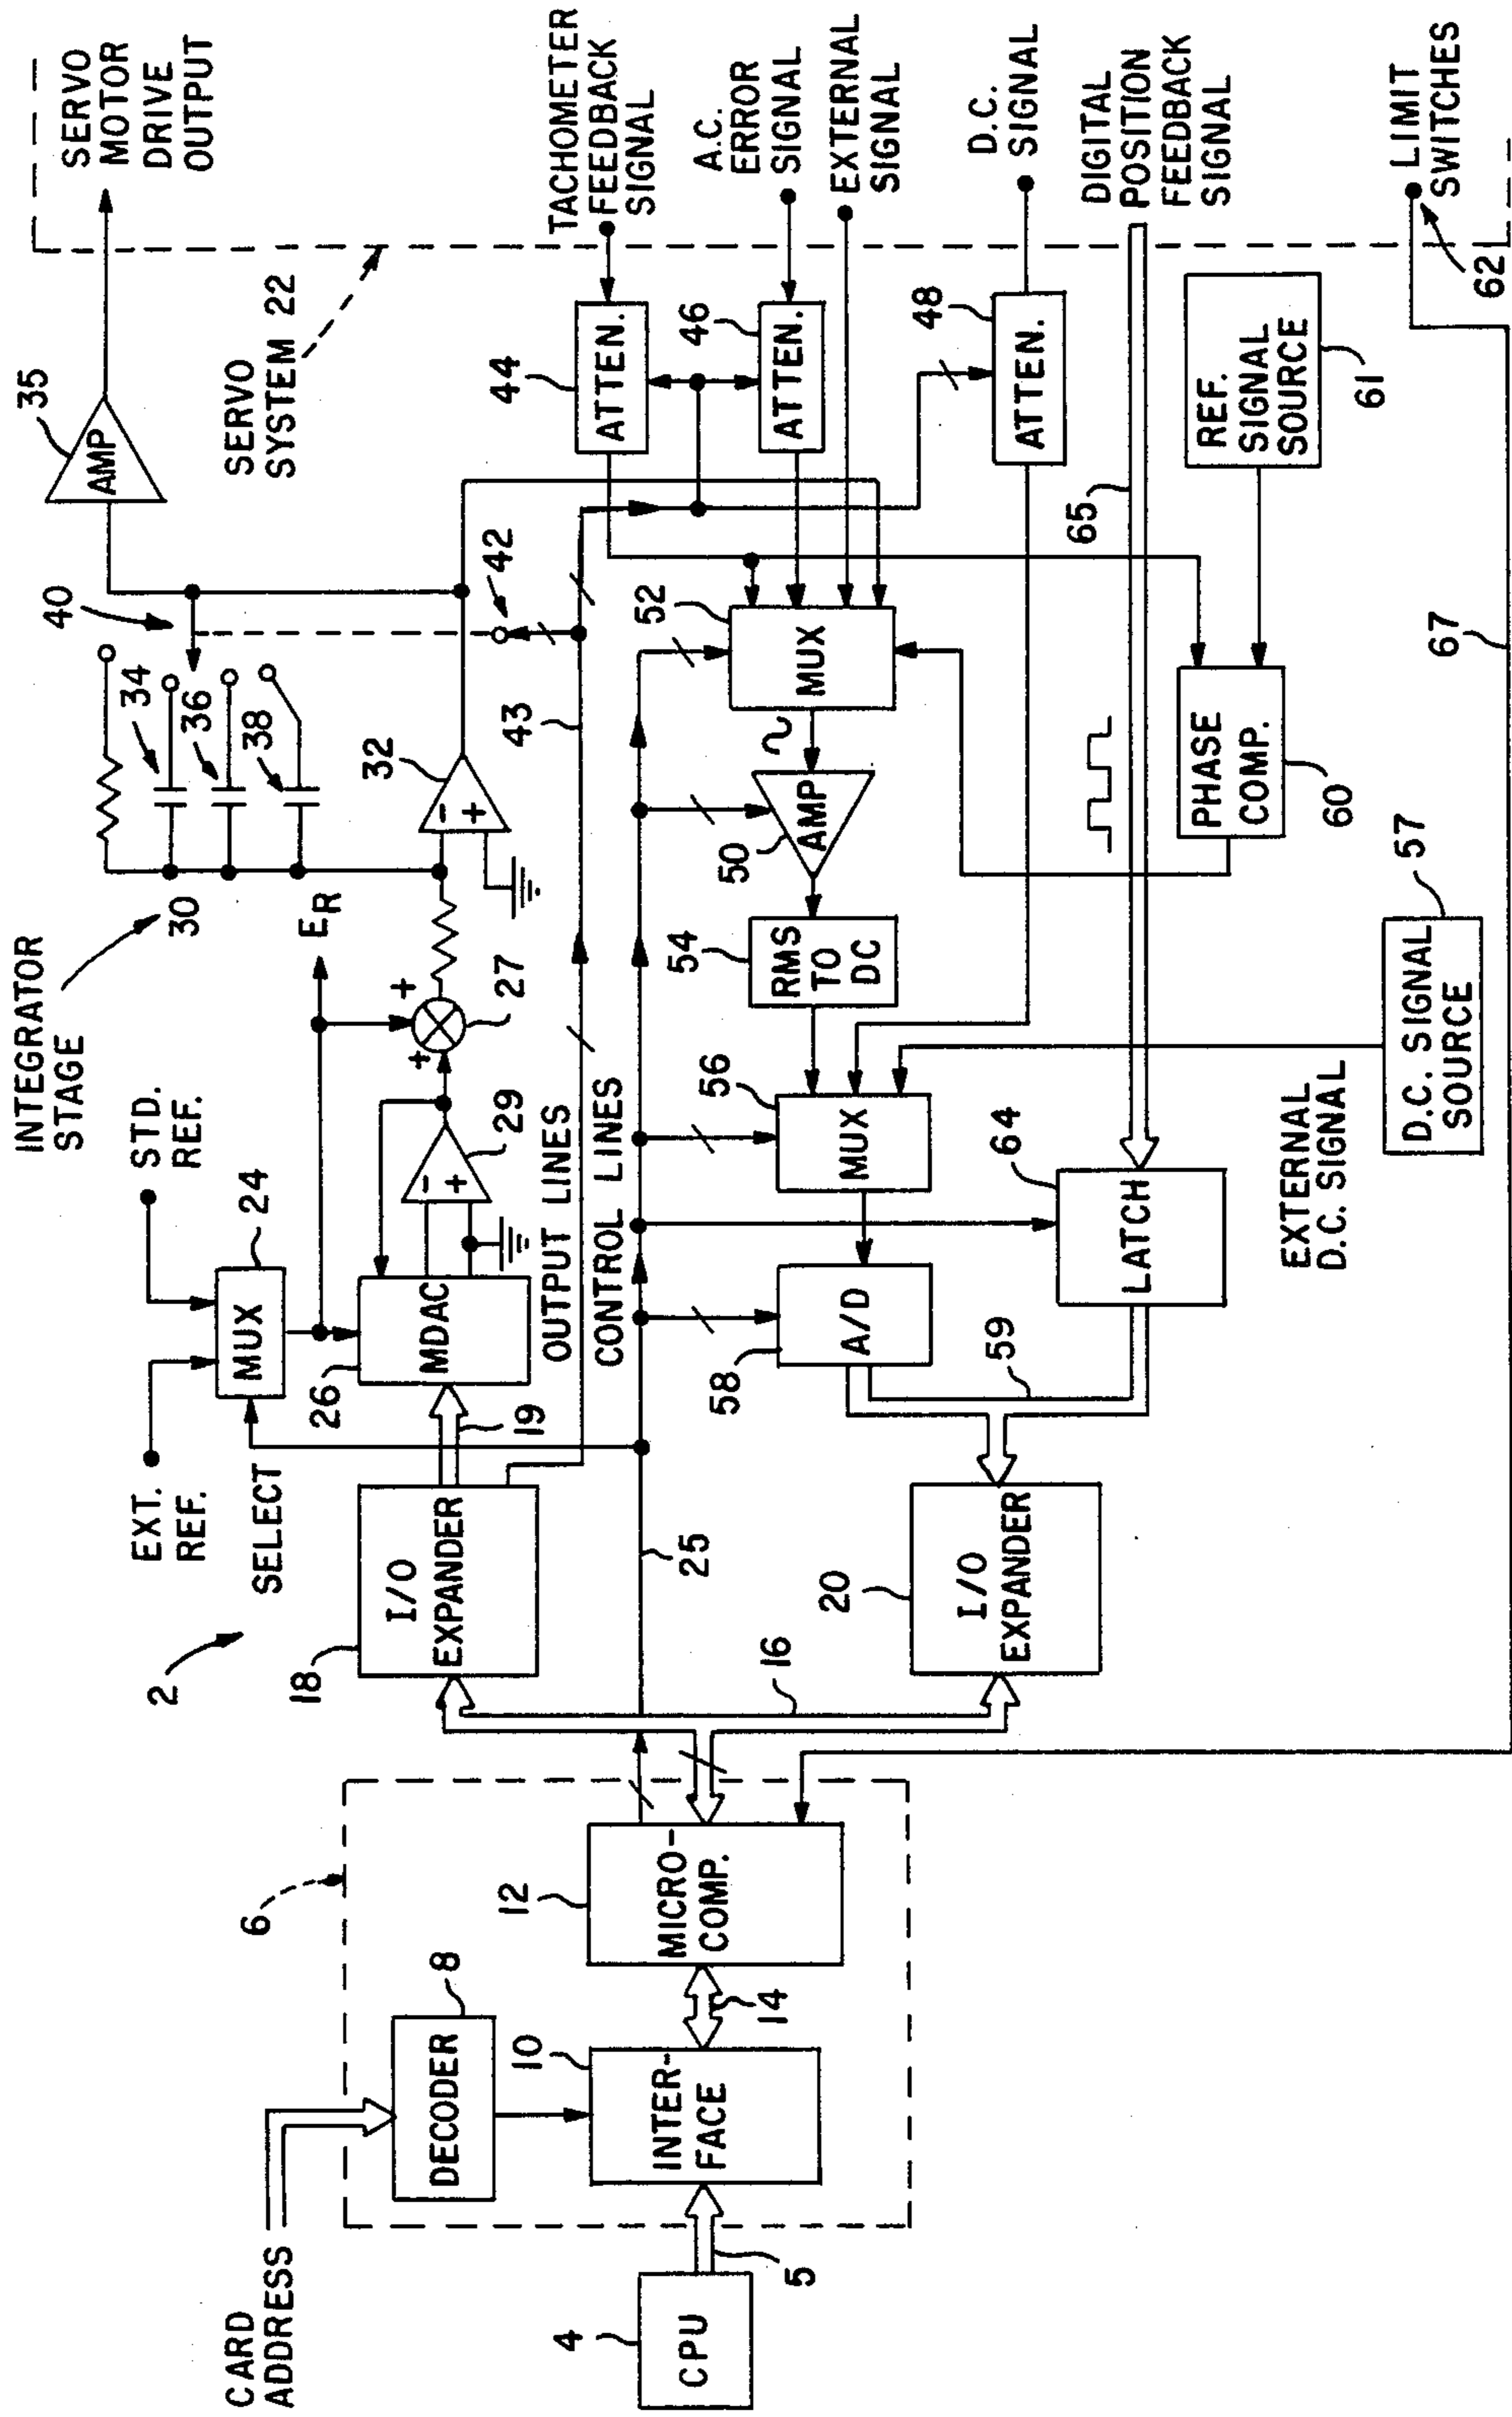 CARD
ADDRESS
DECODER
8
6
4
CPU
5
10
INTER-
FACE
14
12
MICRO-
COMP.
16
2
EXT.
REF.
SELECT
STD.
REF.
MUX
24
18
I/O
EXPANDER
19
26
MDAC
29
27
ER
INTEGRATOR
STAGE
30
34
36
38
40
32
42
35
AMP
SERVO
MOTOR
DRIVE
OUTPUT
SERVO
SYSTEM 22
25
OUTPUT LINES
CONTROL LINES
43
44
ATTEN.
TACHOMETER
FEEDBACK
SIGNAL
46
ATTEN.
A.C.
ERROR
SIGNAL
EXTERNAL
SIGNAL
48
ATTEN.
D.C.
SIGNAL
52
MUX
50
AMP
54
RMS
TO
DC
56
MUX
58
A/D
59
20
I/O
EXPANDER
64
LATCH
65
DIGITAL
POSITION
FEEDBACK
SIGNAL
PHASE
COMP.
60
REF.
SIGNAL
SOURCE
61
EXTERNAL
D.C. SIGNAL
D.C. SIGNAL
SOURCE
57
62
LIMIT
SWITCHES
67
+
+
-
+
-
+